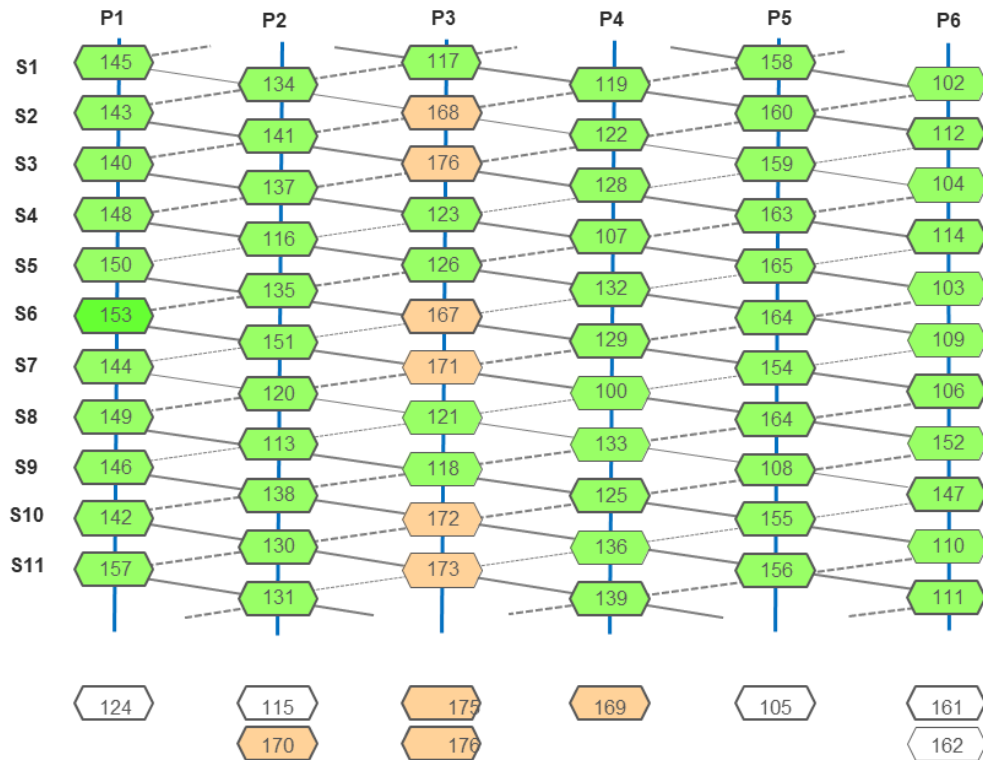 P1 P2 P3 P4 P5 P6
S1 145 134 117 119 158 102
S2 143 141 168 122 160 112
S3 140 137 176 128 159 104
S4 148 116 123 107 163 114
S5 150 135 126 132 165 103
S6 153 151 167 129 164 109
S7 144 120 171 100 154 106
S8 149 113 121 133 164 152
S9 146 138 118 125 108 147
S10 142 130 172 136 155 110
S11 157 131 173 139 156 111
124 115 175 169 105 161
170 176 162